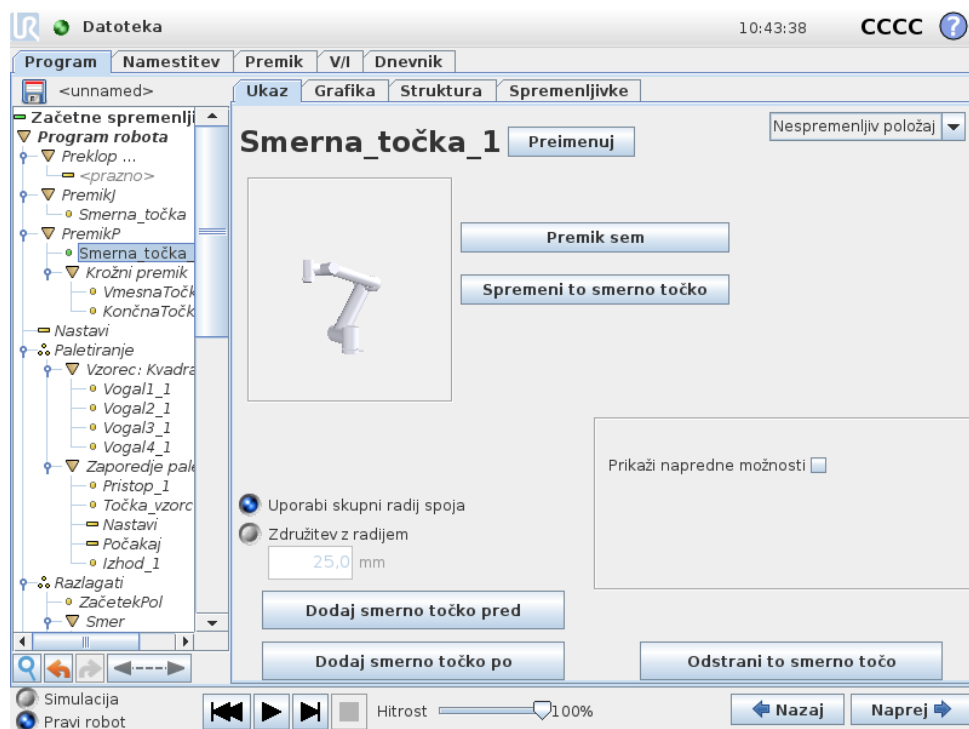 UR Datoteka 10:43:38 CCCC ?
Program Namestitev Premik V/I Dnevnik
<unnamed>
Ukaz Grafika Struktura Spremenljivke
Začetne spremenlji
Program robota
Preklop ...
<prazno>
PremikJ
Smerna_točka
PremikP
Smerna_točka_
Krožni premik
VmesnaTočk
KončnaTočk
Nastavi
Paletiranje
Vzorec: Kvadra
Vogal1_1
Vogal2_1
Vogal3_1
Vogal4_1
Zaporedje pale
Pristop_1
Točka_vzorc
Nastavi
Počakaj
Izhod_1
Razlagati
ZačetekPol
Smer
Smerna_točka_1
Preimenuj
Nespremenljiv položaj
Premik sem
Spremeni to smerno točko
Prikaži napredne možnosti
Uporabi skupni radij spoja
Združitev z radijem
25,0 mm
Dodaj smerno točko pred
Dodaj smerno točko po
Odstrani to smerno točo
Simulacija
Pravi robot
Hitrost 100%
Nazaj
Naprej